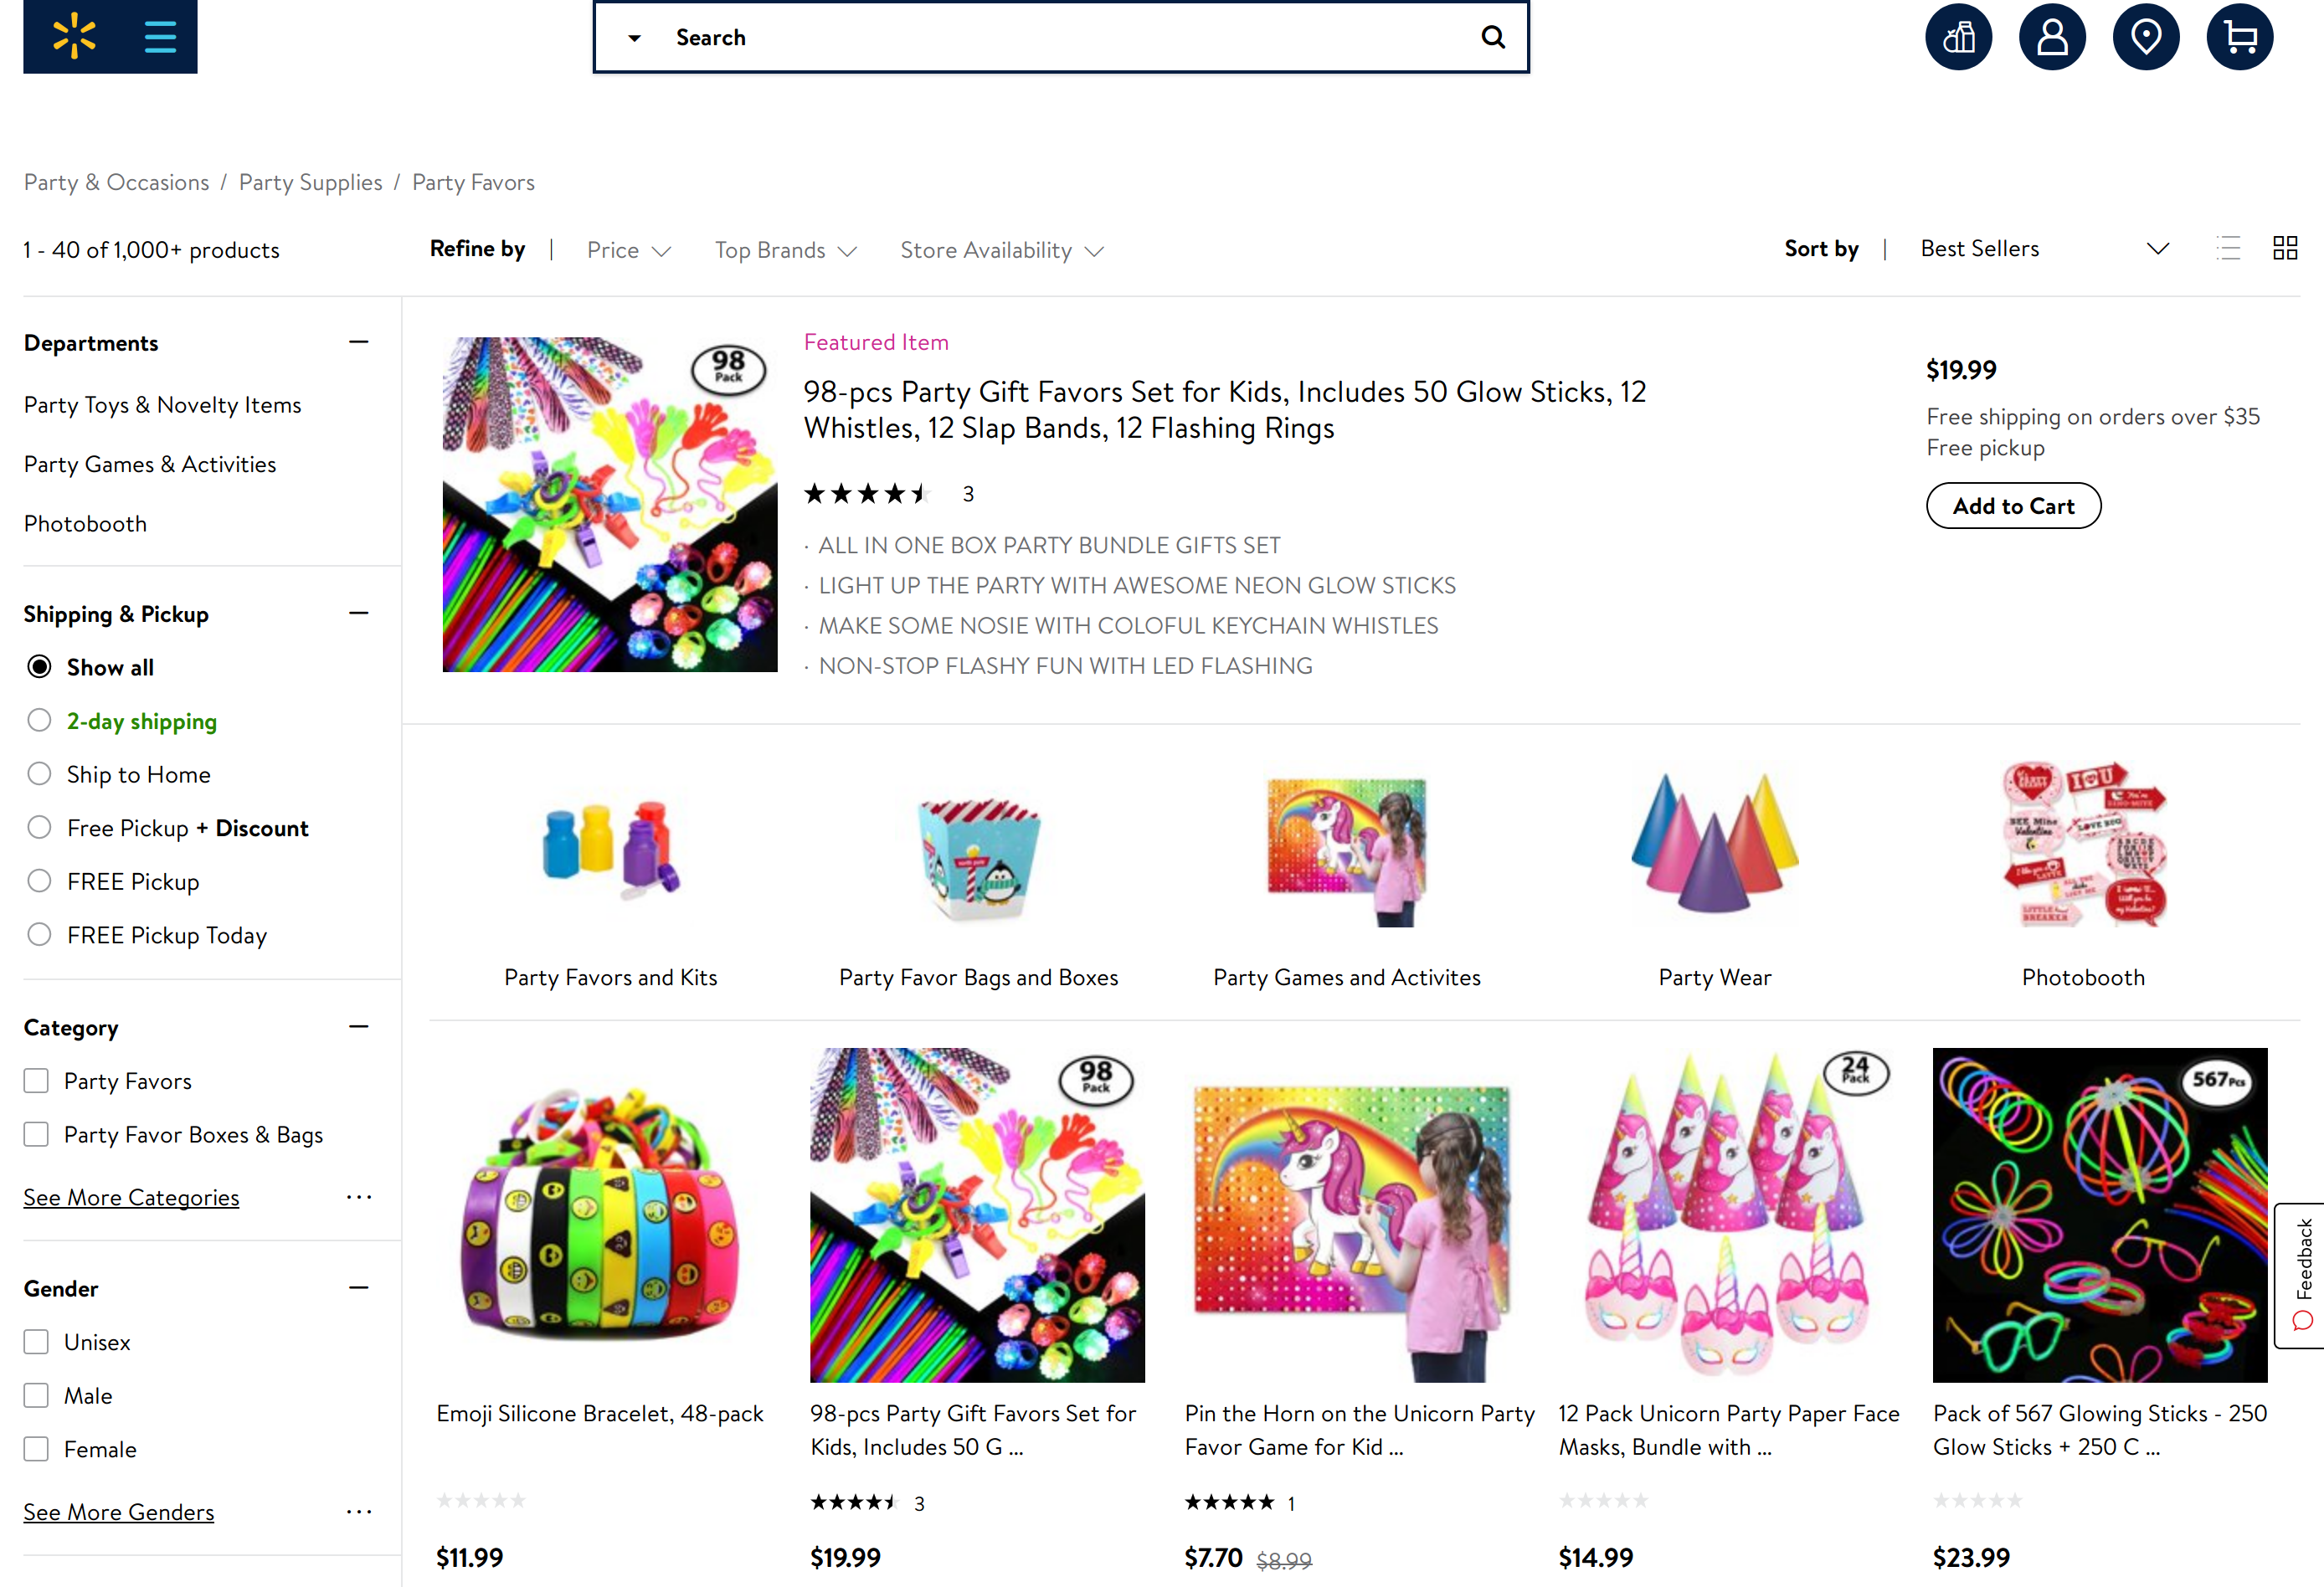 Search
Party & Occasions / Party Supplies / Party Favors
1 - 40 of 1,000+ products
Refine by | Price Top Brands Store Availability
Sort by | Best Sellers
Departments
Party Toys & Novelty Items
Party Games & Activities
Photobooth
Shipping & Pickup
Show all
2-day shipping
Ship to Home
Free Pickup + Discount
FREE Pickup
FREE Pickup Today
Category
Party Favors
Party Favor Boxes & Bags
See More Categories
Gender
Unisex
Male
Female
See More Genders
98
Pack
Featured Item
98-pcs Party Gift Favors Set for Kids, Includes 50 Glow Sticks, 12
Whistles, 12 Slap Bands, 12 Flashing Rings
3
· ALL IN ONE BOX PARTY BUNDLE GIFTS SET
· LIGHT UP THE PARTY WITH AWESOME NEON GLOW STICKS
· MAKE SOME NOSIE WITH COLOFUL KEYCHAIN WHISTLES
· NON-STOP FLASHY FUN WITH LED FLASHING
$19.99
Free shipping on orders over $35
Free pickup
Add to Cart
I U
BEE Mine
Valentine
LOVE BUG
Party Favors and Kits
Party Favor Bags and Boxes
Party Games and Activites
Party Wear
Photobooth
98
Pack
24
Pack
567 Pcs
Emoji Silicone Bracelet, 48-pack
$11.99
98-pcs Party Gift Favors Set for
Kids, Includes 50 G ...
3
$19.99
Pin the Horn on the Unicorn Party
Favor Game for Kid ...
1
$7.70 $8.99
12 Pack Unicorn Party Paper Face
Masks, Bundle with ...
$14.99
Pack of 567 Glowing Sticks - 250
Glow Sticks + 250 C ...
$23.99
Feedback